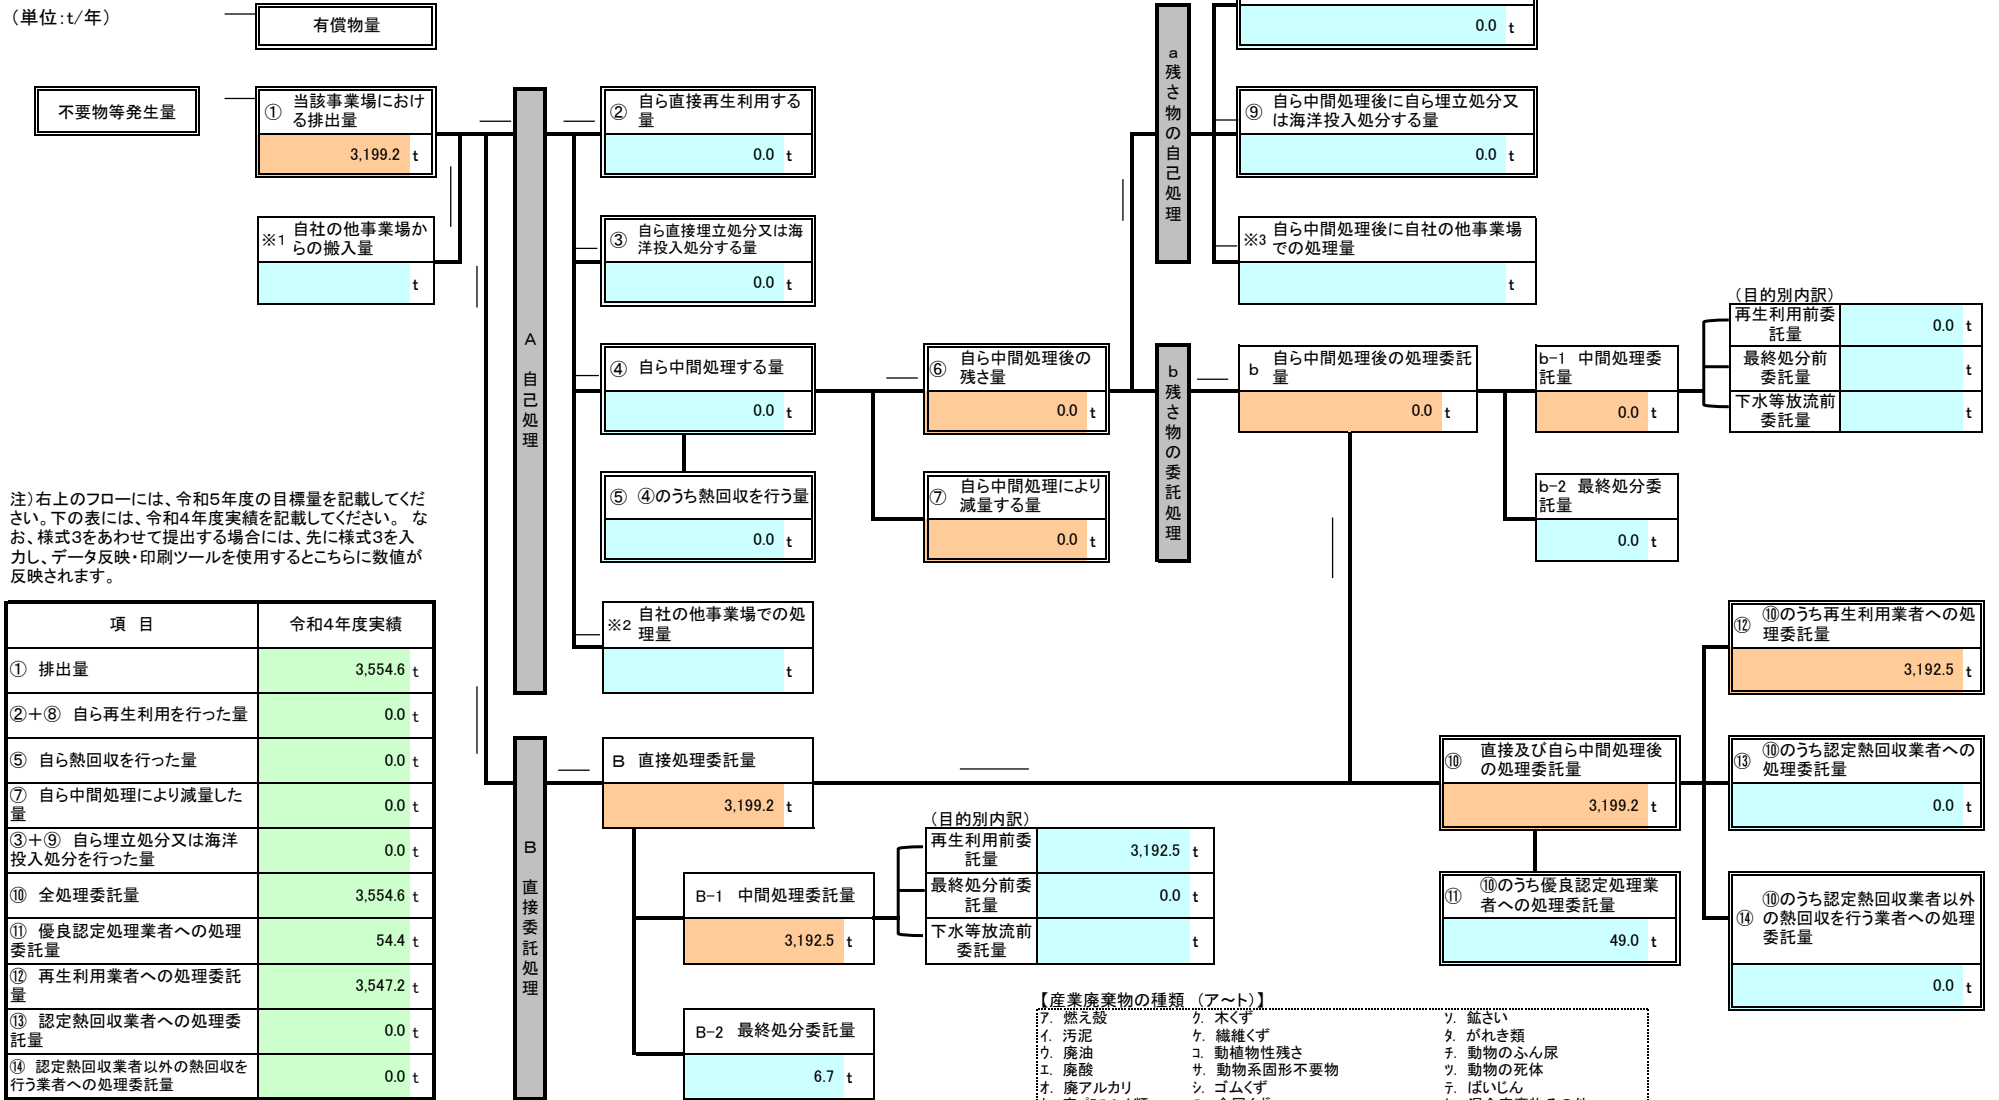 (単位:t/年)
有償物量
0.0 t
不要物等発生量
① 当該事業場におけ
る排出量
3,199.2 t
※1 自社の他事業場か
らの搬入量
t
A 自己処理
② 自ら直接再生利用する
量
0.0 t
③ 自ら直接埋立処分又は海
洋投入処分する量
0.0 t
④ 自ら中間処理する量
0.0 t
⑤ ④のうち熱回収を行う量
0.0 t
※2 自社の他事業場での処
理量
t
⑥ 自ら中間処理後の
残さ量
0.0 t
⑦ 自ら中間処理により
減量する量
0.0 t
a 残さ物の自己処理
⑨ 自ら中間処理後に自ら埋立処分又
は海洋投入処分する量
0.0 t
※3 自ら中間処理後に自社の他事業場
での処理量
t
b 残さ物の委託処理
b 自ら中間処理後の処理委託
量
0.0 t
b-1 中間処理委
託量
0.0 t
b-2 最終処分委
託量
0.0 t
(目的別内訳)
再生利用前委
託量
0.0 t
最終処分前
委託量
t
下水等放流前
委託量
t
注)右上のフローには、令和5年度の目標量を記載してくだ
さい。下の表には、令和4年度実績を記載してください。 な
お、様式3をあわせて提出する場合には、先に様式3を入
力し、データ反映・印刷ツールを使用するとこちらに数値が
反映されます。
項 目 令和4年度実績
① 排出量 3,554.6 t
②+⑧ 自ら再生利用を行った量 0.0 t
⑤ 自ら熱回収を行った量 0.0 t
⑦ 自ら中間処理により減量した
量 0.0 t
③+⑨ 自ら埋立処分又は海洋
投入処分を行った量 0.0 t
⑩ 全処理委託量 3,554.6 t
⑪ 優良認定処理業者への処理
委託量 54.4 t
⑫ 再生利用業者への処理委託
量 3,547.2 t
⑬ 認定熱回収業者への処理委
託量 0.0 t
⑭ 認定熱回収業者以外の熱回収を
行う業者への処理委託量 0.0 t
B 直接委託処理
B 直接処理委託量
3,199.2 t
B-1 中間処理委託量
3,192.5 t
B-2 最終処分委託量
6.7 t
(目的別内訳)
再生利用前委
託量
3,192.5 t
最終処分前委
託量
0.0 t
下水等放流前
委託量
t
⑩ 直接及び自ら中間処理後
の処理委託量
3,199.2 t
⑪ ⑩のうち優良認定処理業
者への処理委託量
49.0 t
⑫ ⑩のうち再生利用業者への処
理委託量
3,192.5 t
⑬ ⑩のうち認定熱回収業者への
処理委託量
0.0 t
⑭ ⑩のうち認定熱回収業者以外
の熱回収を行う業者への処理
委託量
0.0 t
【産業廃棄物の種類 (ア~ト)】
ア. 燃え殻 ク. 木くず ソ. 鉱さい
イ. 汚泥 ケ. 繊維くず タ. がれき類
ウ. 廃油 コ. 動植物性残さ チ. 動物のふん尿
エ. 廃酸 サ. 動物系固形不要物 ツ. 動物の死体
オ. 廃アルカリ シ. ゴムくず テ. ばいじん